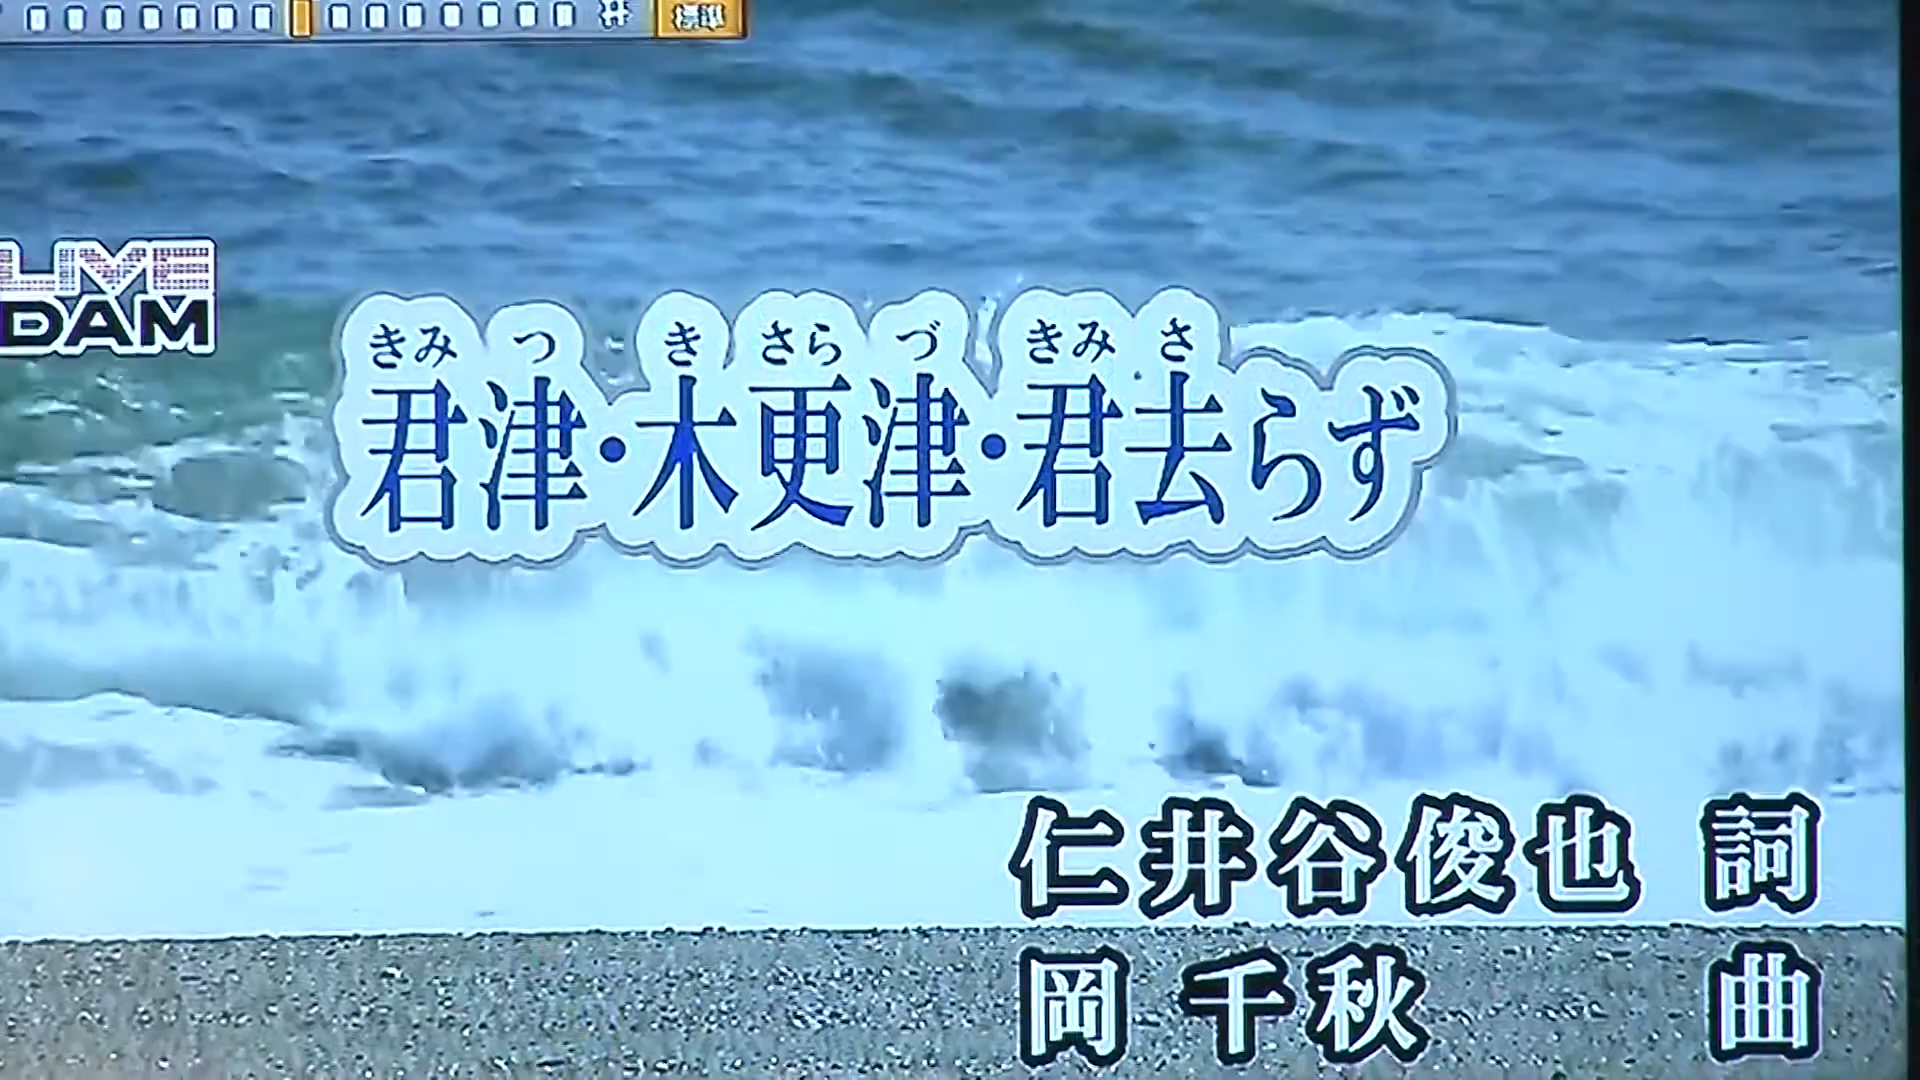 ♯ 標準
LIVE
DAM
きみ つ き さら づ きみ さ
君津・木更津・君去らず
仁井谷俊也 詞
岡千秋 曲